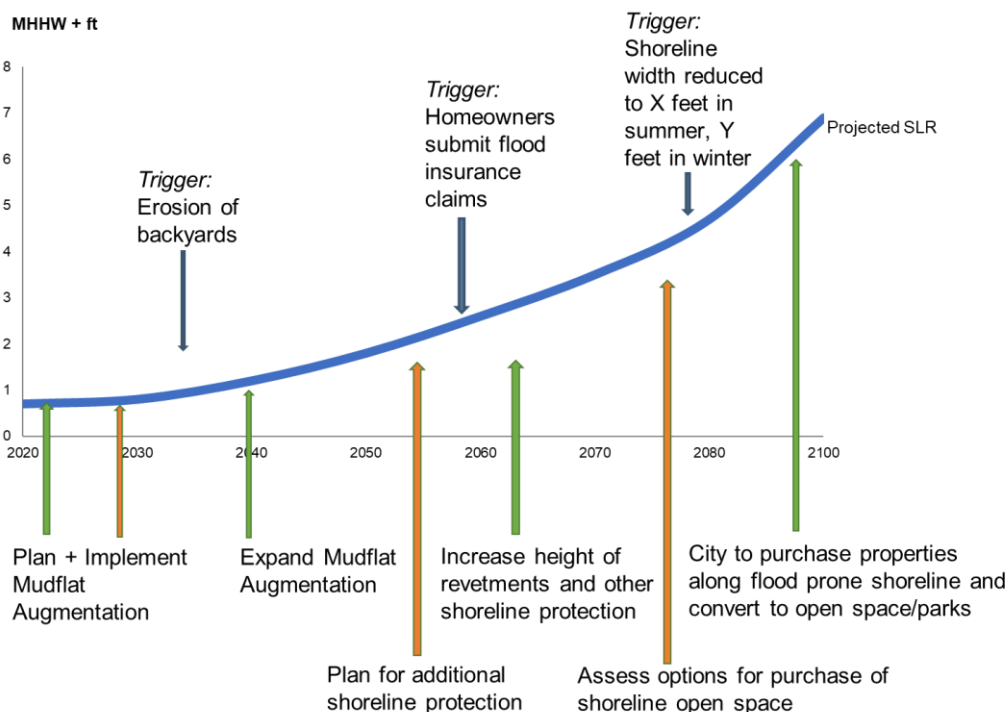 MHHW + ft
Trigger:
Shoreline
width reduced
to X feet in
summer, Y
feet in winter
Trigger:
Homeowners
submit flood
insurance
claims
Trigger:
Erosion of
backyards
Projected SLR
8
7
6
5
4
3
2
1
0
2020
2030
2040
2050
2060
2070
2080
2100
Plan + Implement
Mudflat
Augmentation
Expand Mudflat
Augmentation
Increase height of
revetments and other
shoreline protection
City to purchase properties
along flood prone shoreline and
convert to open space/parks
Plan for additional
shoreline protection
Assess options for purchase of
shoreline open space